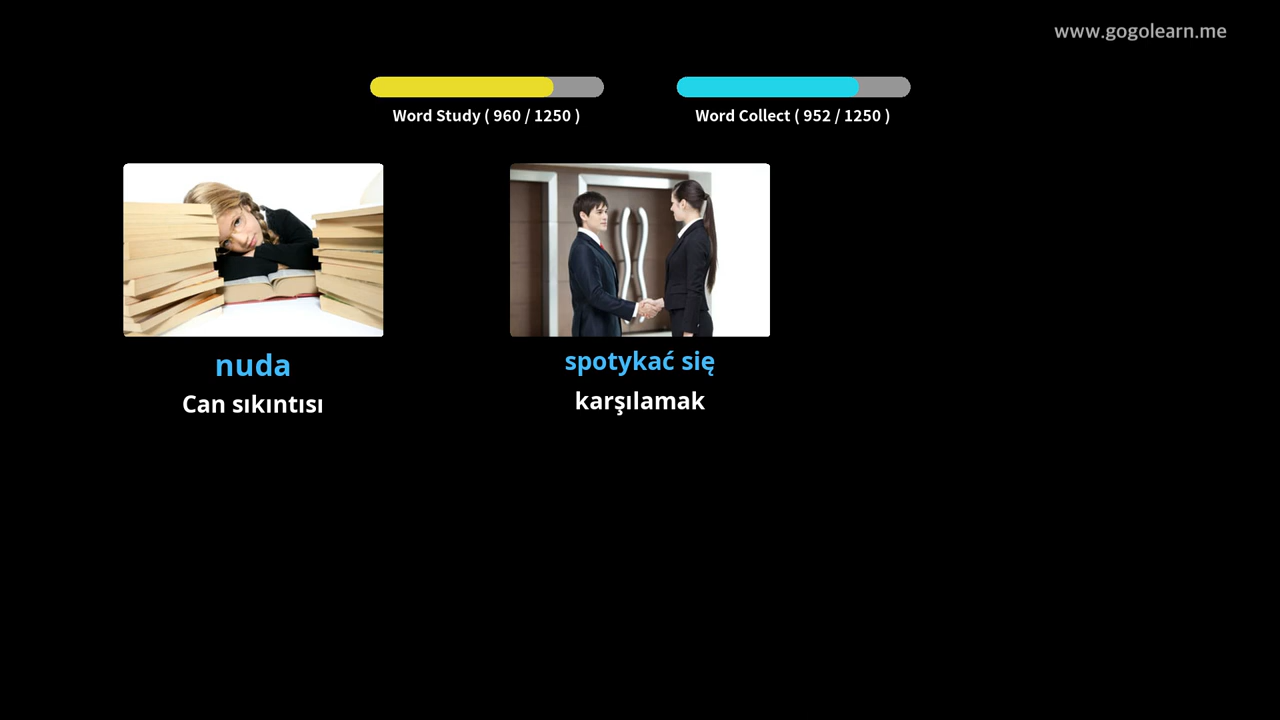 www.gogolearn.me
Word Study ( 960 / 1250 )
Word Collect ( 952 / 1250 )
nuda
Can sıkıntısı
spotykać się
karşılamak